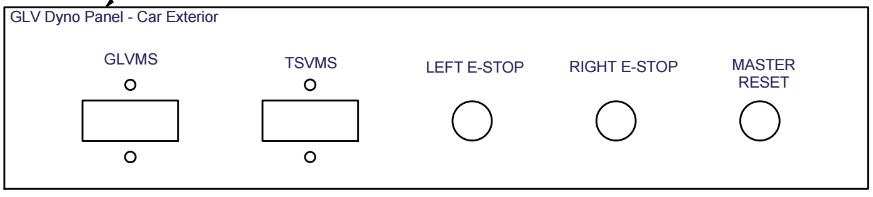 GLV Dyno Panel - Car Exterior
GLVMS
TSVMS
LEFT E-STOP
RIGHT E-STOP
MASTER
RESET